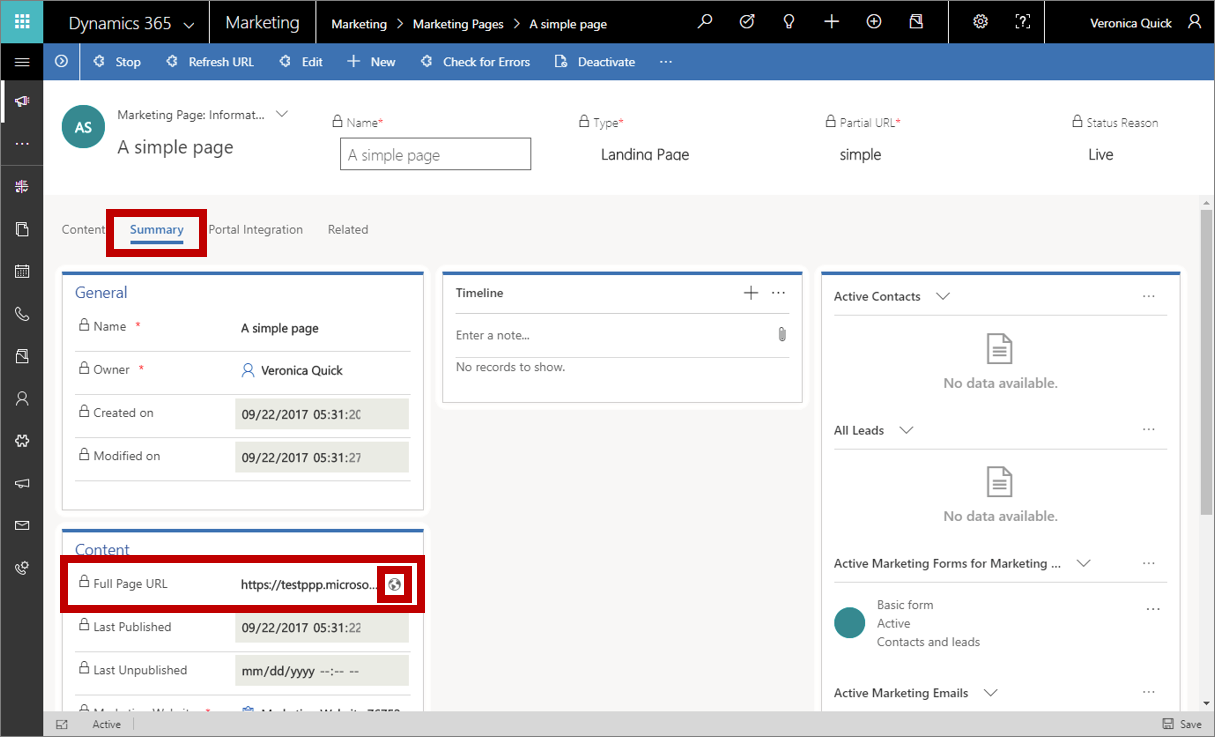 Dynamics 365 Marketing Marketing > Marketing Pages > A simple page Veronica Quick
Stop Refresh URL Edit New Check for Errors Deactivate ...
AS
Marketing Page: Informat...
A simple page
Name*
A simple page
Type*
Landing Page
Partial URL*
simple
Status Reason
Live
Content Summary Portal Integration Related
General
Name * A simple page
Owner * Veronica Quick
Created on 09/22/2017 05:31:20
Modified on 09/22/2017 05:31:27
Content
Full Page URL https://testppp.microso...
Last Published 09/22/2017 05:31:22
Last Unpublished mm/dd/yyyy --:-- --
Timeline
Enter a note...
No records to show.
Active Contacts
No data available.
All Leads
No data available.
Active Marketing Forms for Marketing ...
Basic form
Active
Contacts and leads
Active Marketing Emails
Active
Save